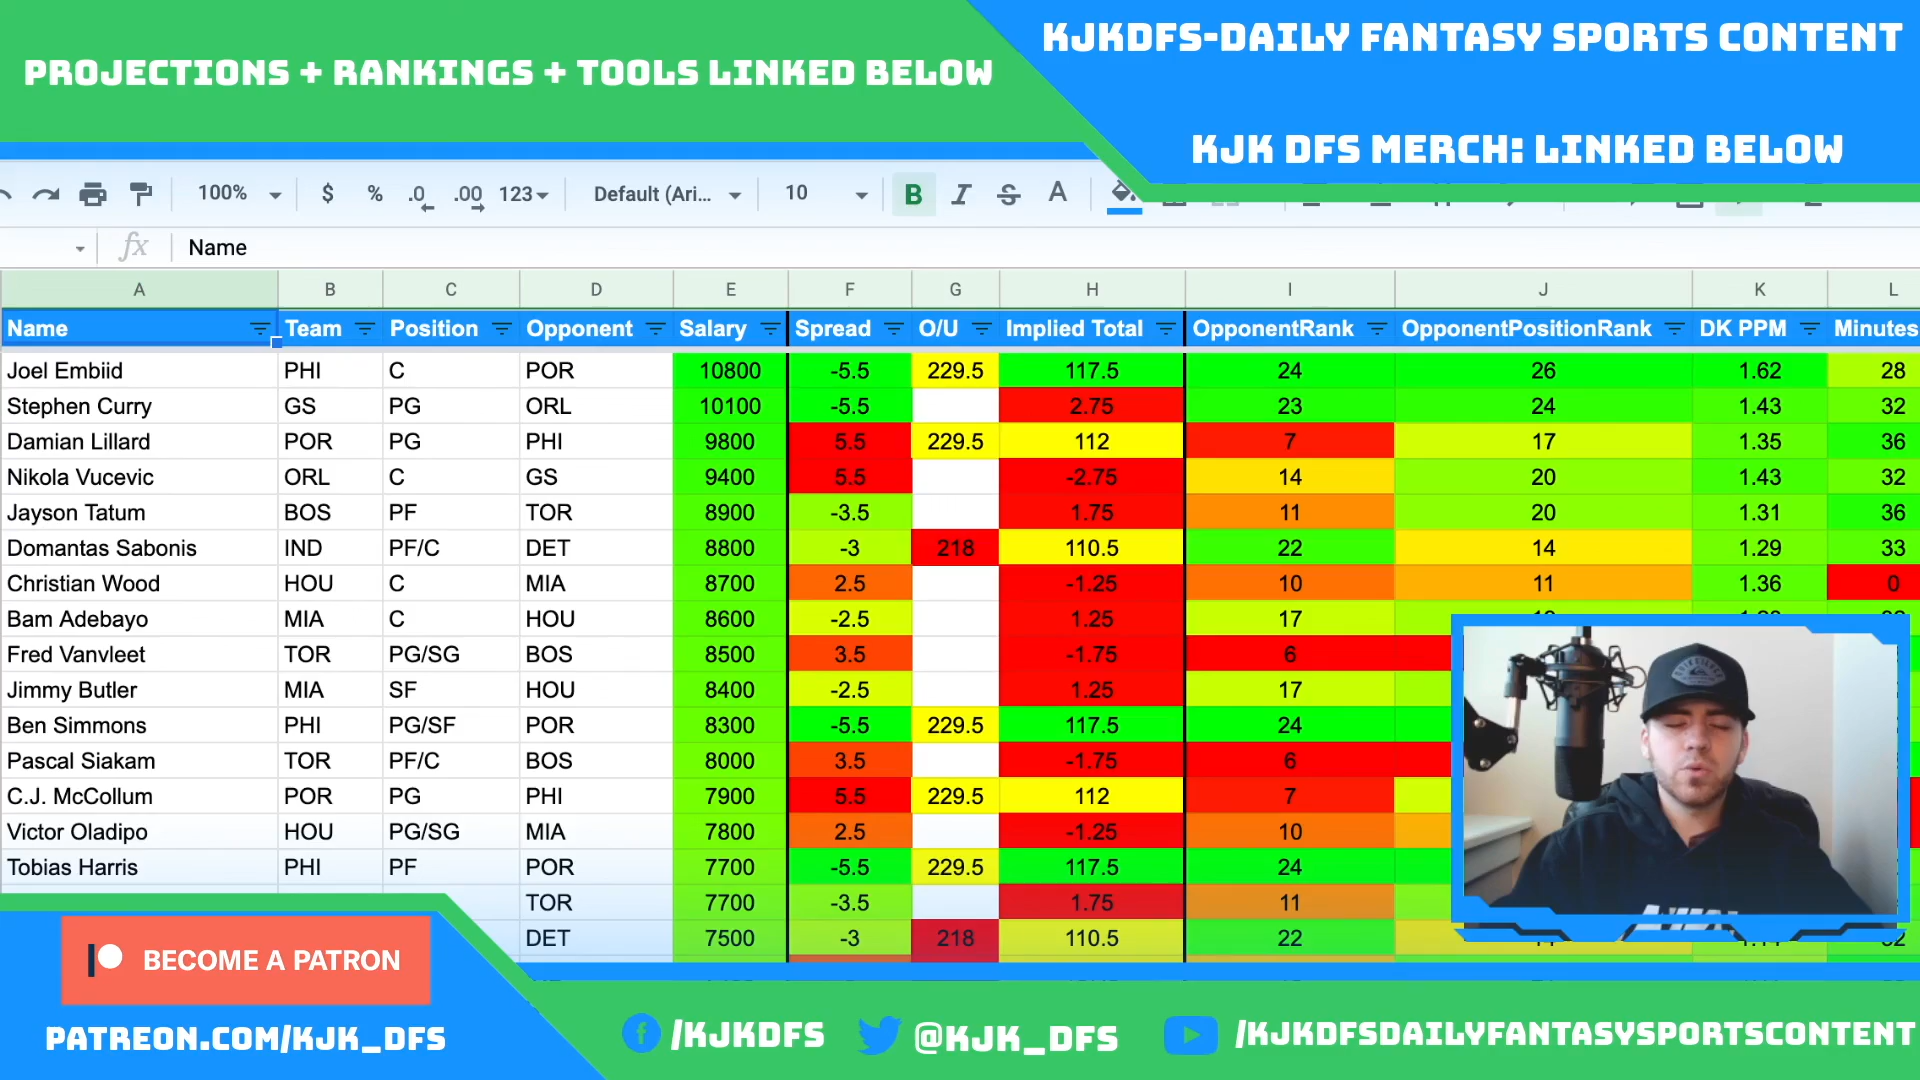 PROJECTIONS + RANKINGS + TOOLS LINKED BELOW
KJKDFS-DAILY FANTASY SPORTS CONTENT
KJK DFS MERCH: LINKED BELOW
100% $ % .0 .00 123 Default (Ari... 10 B I S A
fx Name
A B C D E F G H I J K L
Name Team Position Opponent Salary Spread O/U Implied Total OpponentRank OpponentPositionRank DK PPM Minutes
Joel Embiid PHI C POR 10800 -5.5 229.5 117.5 24 26 1.62 28
Stephen Curry GS PG ORL 10100 -5.5 2.75 23 24 1.43 32
Damian Lillard POR PG PHI 9800 5.5 229.5 112 7 17 1.35 36
Nikola Vucevic ORL C GS 9400 5.5 -2.75 14 20 1.43 32
Jayson Tatum BOS PF TOR 8900 -3.5 1.75 11 20 1.31 36
Domantas Sabonis IND PF/C DET 8800 -3 218 110.5 22 14 1.29 33
Christian Wood HOU C MIA 8700 2.5 -1.25 10 11 1.36 0
Bam Adebayo MIA C HOU 8600 -2.5 1.25 17
Fred Vanvleet TOR PG/SG BOS 8500 3.5 -1.75 6
Jimmy Butler MIA SF HOU 8400 -2.5 1.25 17
Ben Simmons PHI PG/SF POR 8300 -5.5 229.5 117.5 24
Pascal Siakam TOR PF/C BOS 8000 3.5 -1.75 6
C.J. McCollum POR PG PHI 7900 5.5 229.5 112 7
Victor Oladipo HOU PG/SG MIA 7800 2.5 -1.25 10
Tobias Harris PHI PF POR 7700 -5.5 229.5 117.5 24
TOR 7700 -3.5 1.75 11
DET 7500 -3 218 110.5 22
BECOME A PATRON
PATREON.COM/KJK_DFS
/KJKDFS
@KJK_DFS
/KJKDFSDAILYFANTASYSPORTSCONTENT